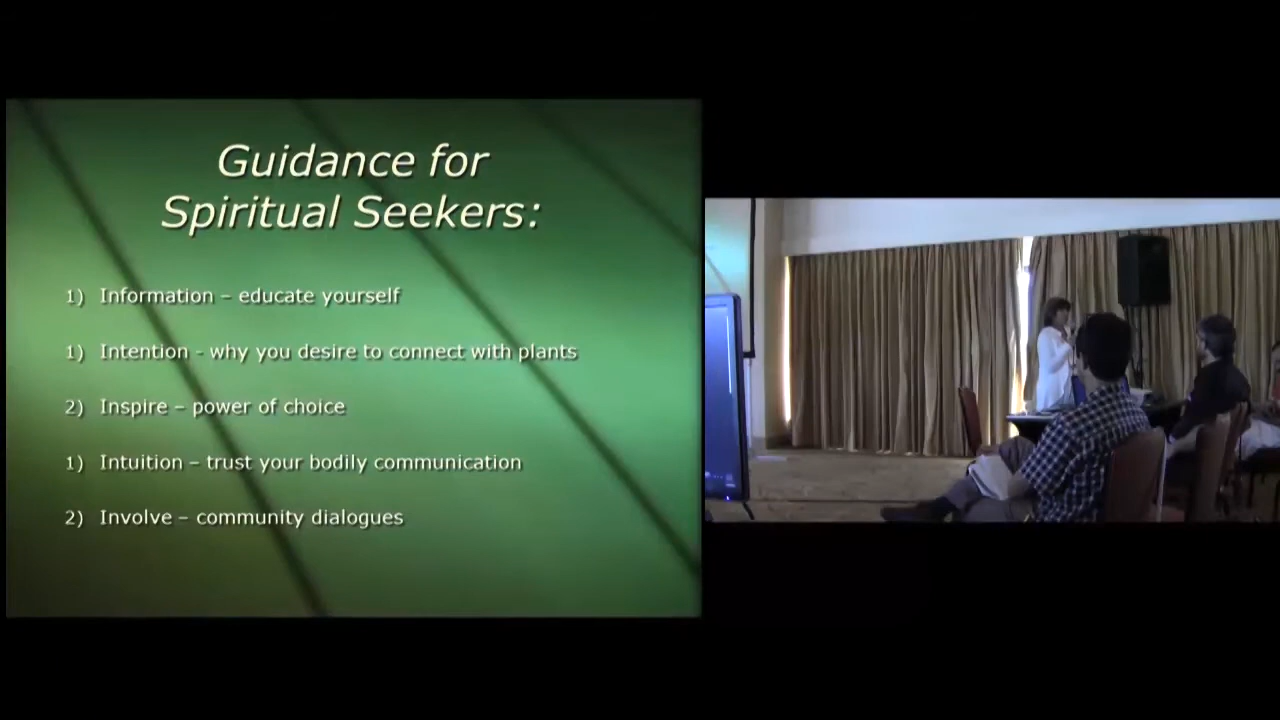 Guidance for
Spiritual Seekers:
1) Information – educate yourself
1) Intention - why you desire to connect with plants
2) Inspire – power of choice
1) Intuition – trust your bodily communication
2) Involve – community dialogues